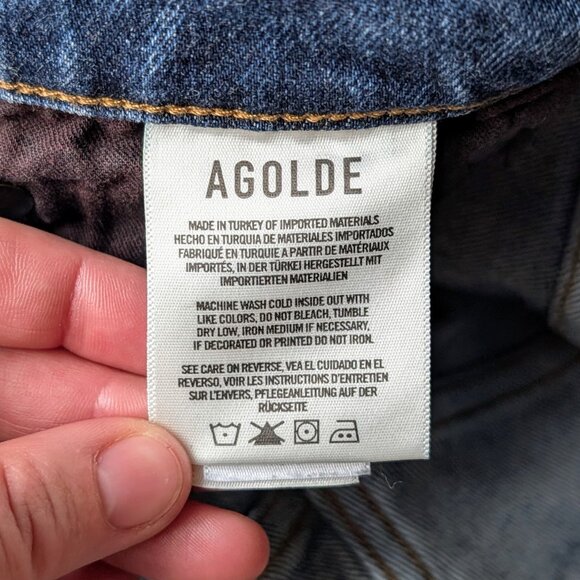 AGOLDE
MADE IN TURKEY OF IMPORTED MATERIALS
HECHO EN TURQUIA DE MATERIALES IMPORTADOS
FABRIQUÉ EN TURQUIE A PARTIR DE MATÉRIAUX
IMPORTÉS, IN DER TÜRKEI HERGESTELLT MIT
IMPORTIERTEN MATERIALIEN
MACHINE WASH COLD INSIDE OUT WITH
LIKE COLORS, DO NOT BLEACH, TUMBLE
DRY LOW, IRON MEDIUM IF NECESSARY,
IF DECORATED OR PRINTED DO NOT IRON.
SEE CARE ON REVERSE, VEA EL CUIDADO EN EL
REVERSO, VOIR LES INSTRUCTIONS D'ENTRETIEN
SUR L'ENVERS, PFLEGEANLEITUNG AUF DER
RÜCKSEITE